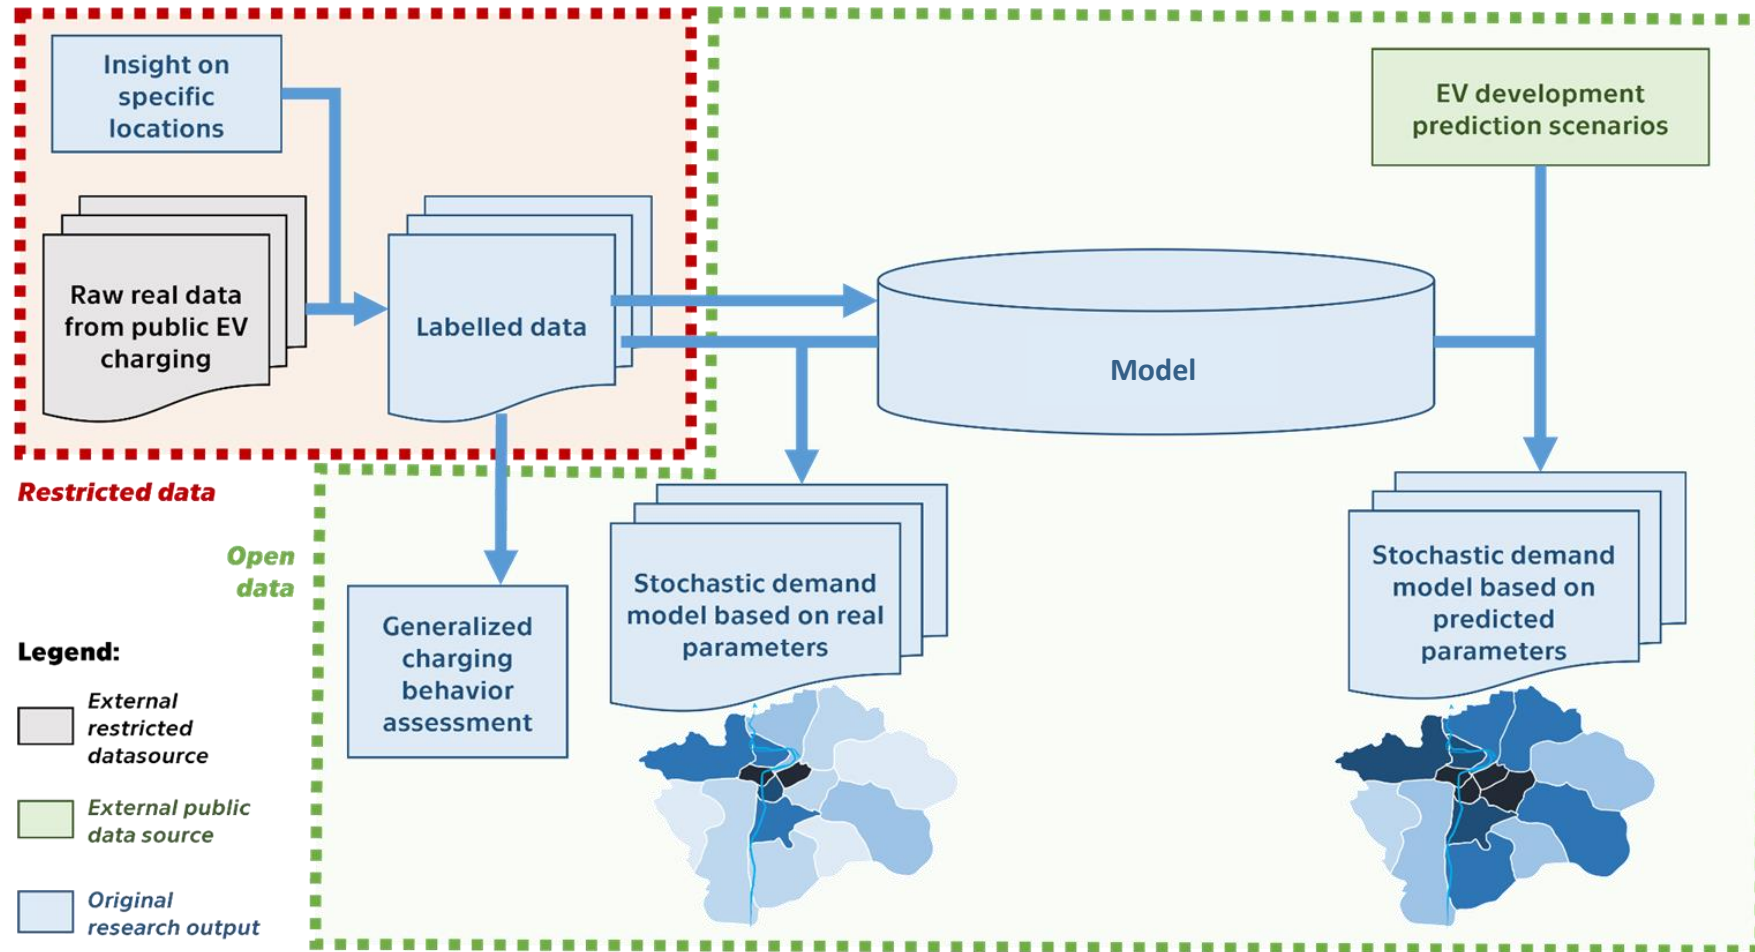 Insight on
specific
locations
EV development
prediction scenarios
Raw real data
from public EV
charging
Labelled data
Model
Restricted data
Open
data
Generalized
charging
behavior
assessment
Stochastic demand
model based on real
parameters
Stochastic demand
model based on
predicted
parameters
Legend:
External
restricted
datasource
External public
data source
Original
research output